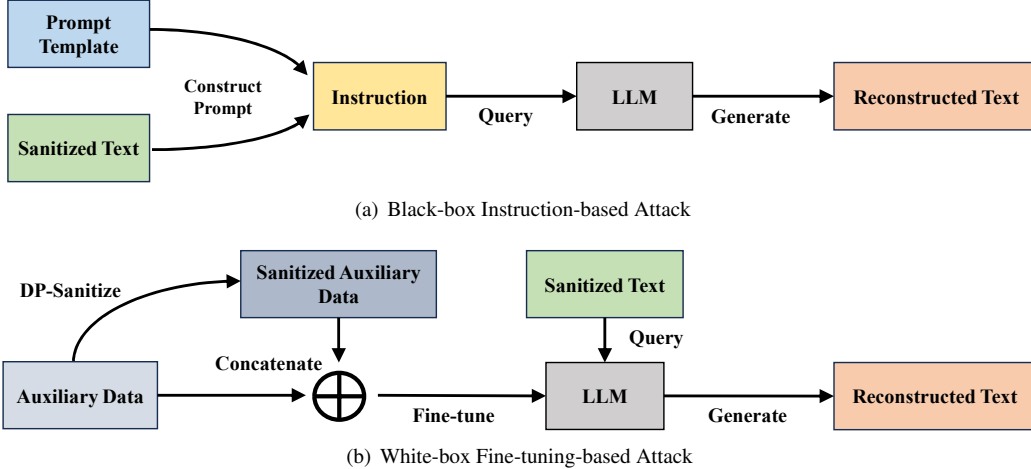 Prompt
Template
Construct
Prompt
Sanitized Text
Instruction
Query
LLM
Generate
Reconstructed Text
(a) Black-box Instruction-based Attack
DP-Sanitize
Sanitized Auxiliary
Data
Auxiliary Data
Concatenate
Fine-tune
Sanitized Text
Query
LLM
Generate
Reconstructed Text
(b) White-box Fine-tuning-based Attack